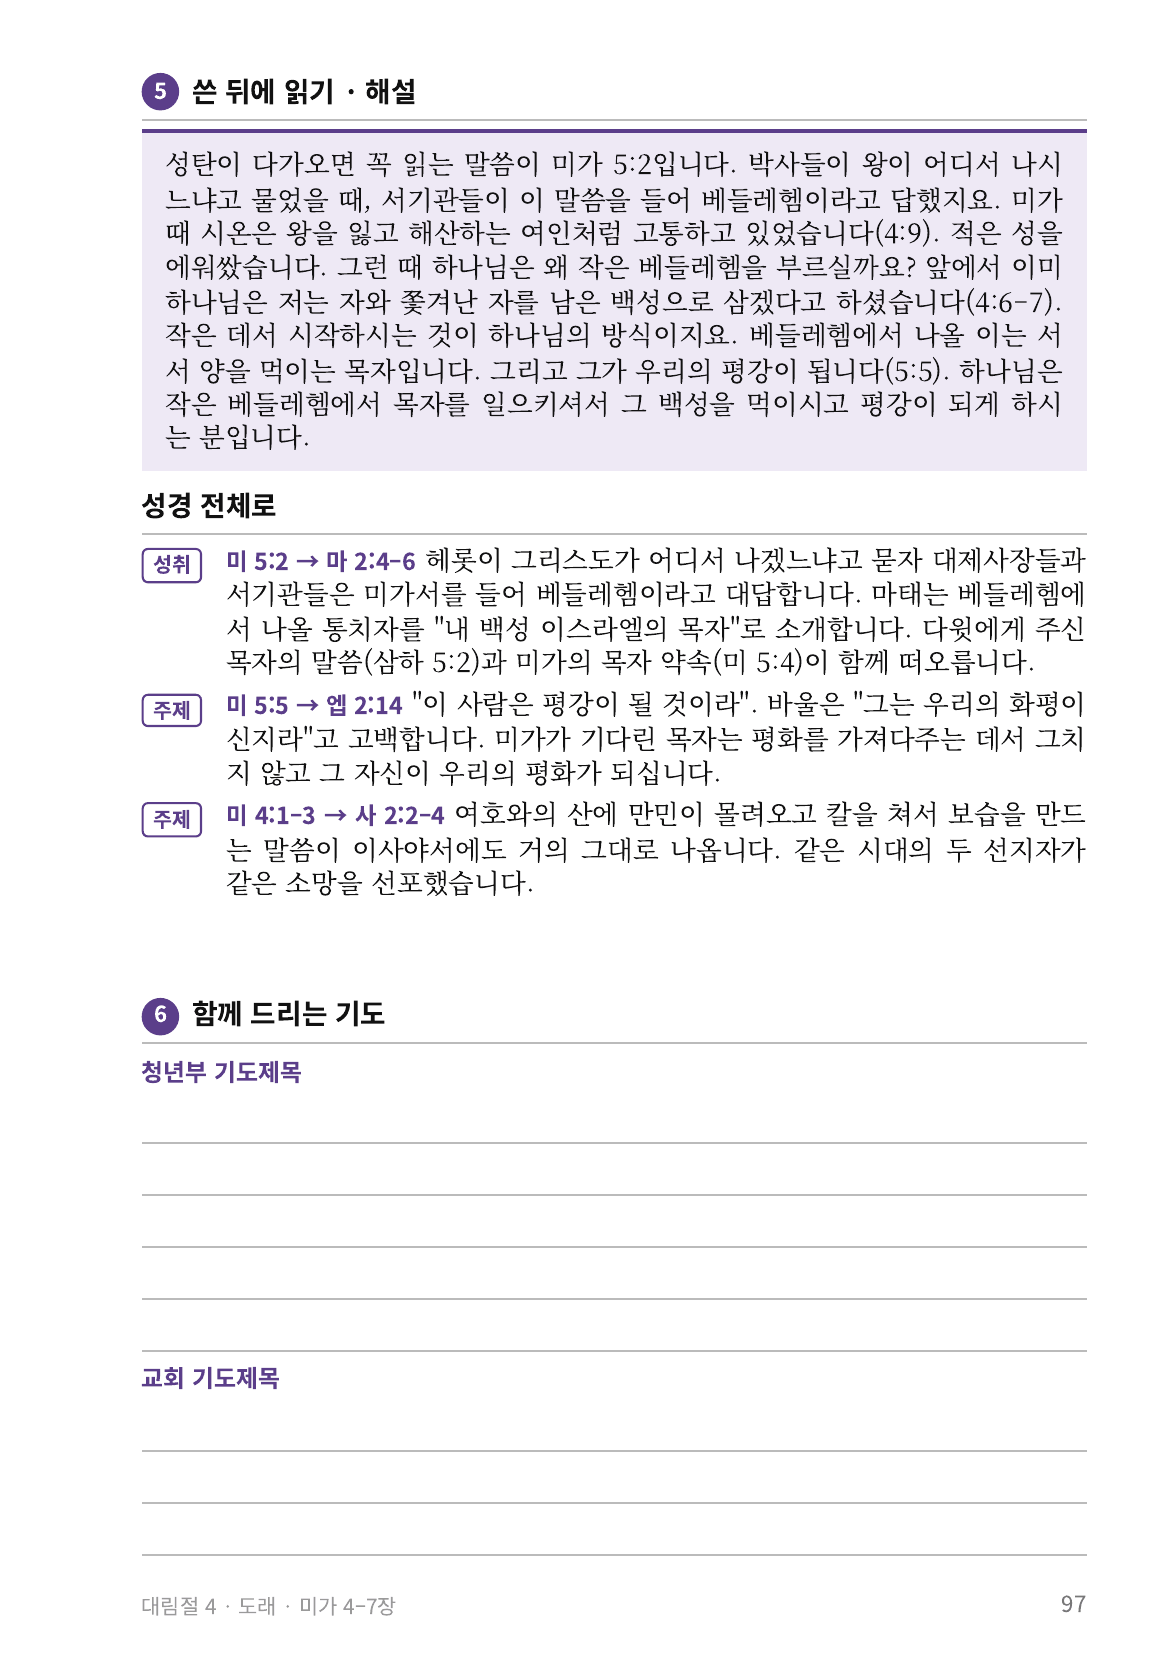 5 쓴 뒤에 읽기 · 해설
성탄이 다가오면 꼭 읽는 말씀이 미가 5:2입니다. 박사들이 왕이 어디서 나시
느냐고 물었을 때, 서기관들이 이 말씀을 들어 베들레헴이라고 답했지요. 미가
때 시온은 왕을 잃고 해산하는 여인처럼 고통하고 있었습니다(4:9). 적은 성을
에워쌌습니다. 그런 때 하나님은 왜 작은 베들레헴을 부르실까요? 앞에서 이미
하나님은 저는 자와 쫓겨난 자를 남은 백성으로 삼겠다고 하셨습니다(4:6–7).
작은 데서 시작하시는 것이 하나님의 방식이지요. 베들레헴에서 나올 이는 서
서 양을 먹이는 목자입니다. 그리고 그가 우리의 평강이 됩니다(5:5). 하나님은
작은 베들레헴에서 목자를 일으키셔서 그 백성을 먹이시고 평강이 되게 하시
는 분입니다.
성경 전체로
성취 미 5:2 → 마 2:4–6 헤롯이 그리스도가 어디서 나겠느냐고 묻자 대제사장들과
서기관들은 미가서를 들어 베들레헴이라고 대답합니다. 마태는 베들레헴에
서 나올 통치자를 "내 백성 이스라엘의 목자"로 소개합니다. 다윗에게 주신
목자의 말씀(삼하 5:2)과 미가의 목자 약속(미 5:4)이 함께 떠오릅니다.
주제 미 5:5 → 엡 2:14 "이 사람은 평강이 될 것이라". 바울은 "그는 우리의 화평이
신지라"고 고백합니다. 미가가 기다린 목자는 평화를 가져다주는 데서 그치
지 않고 그 자신이 우리의 평화가 되십니다.
주제 미 4:1–3 → 사 2:2–4 여호와의 산에 만민이 몰려오고 칼을 쳐서 보습을 만드
는 말씀이 이사야서에도 거의 그대로 나옵니다. 같은 시대의 두 선지자가
같은 소망을 선포했습니다.
6 함께 드리는 기도
청년부 기도제목
교회 기도제목
대림절 4 · 도래 · 미가 4–7장
97